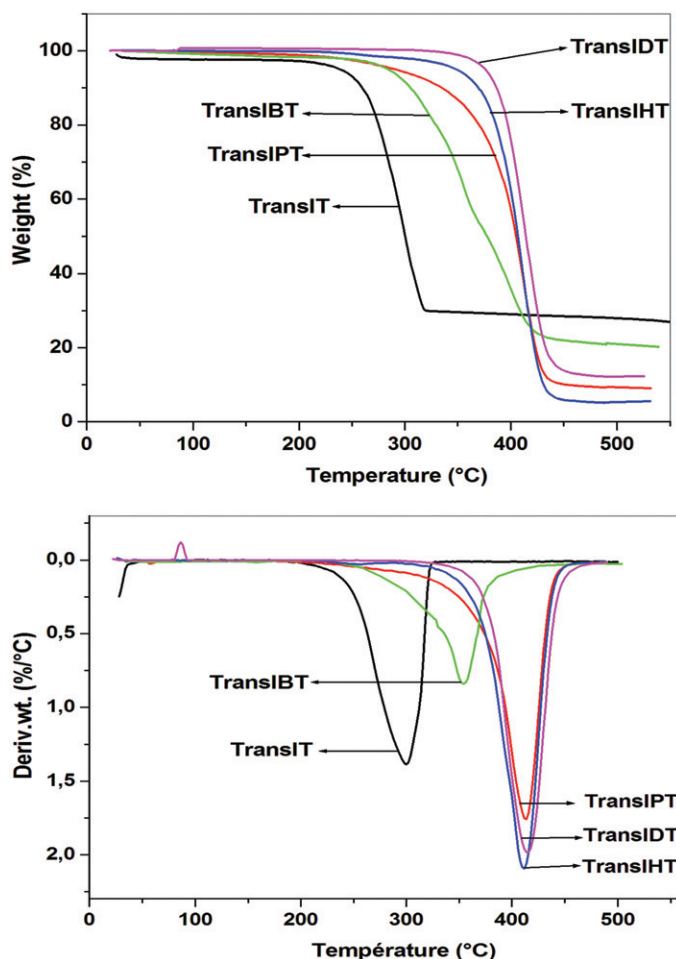 100
80
60
40
20
0
Weight (%)
TransIDT
TransIBT
TransIHT
TransIPT
TransIT
0 100 200 300 400 500
Temperature (°C)
0,0
0,5
1,0
1,5
2,0
Deriv.wt. (%/°C)
TransIBT
TransIT
TransIPT
TransIDT
TransIHT
0 100 200 300 400 500
Température (°C)